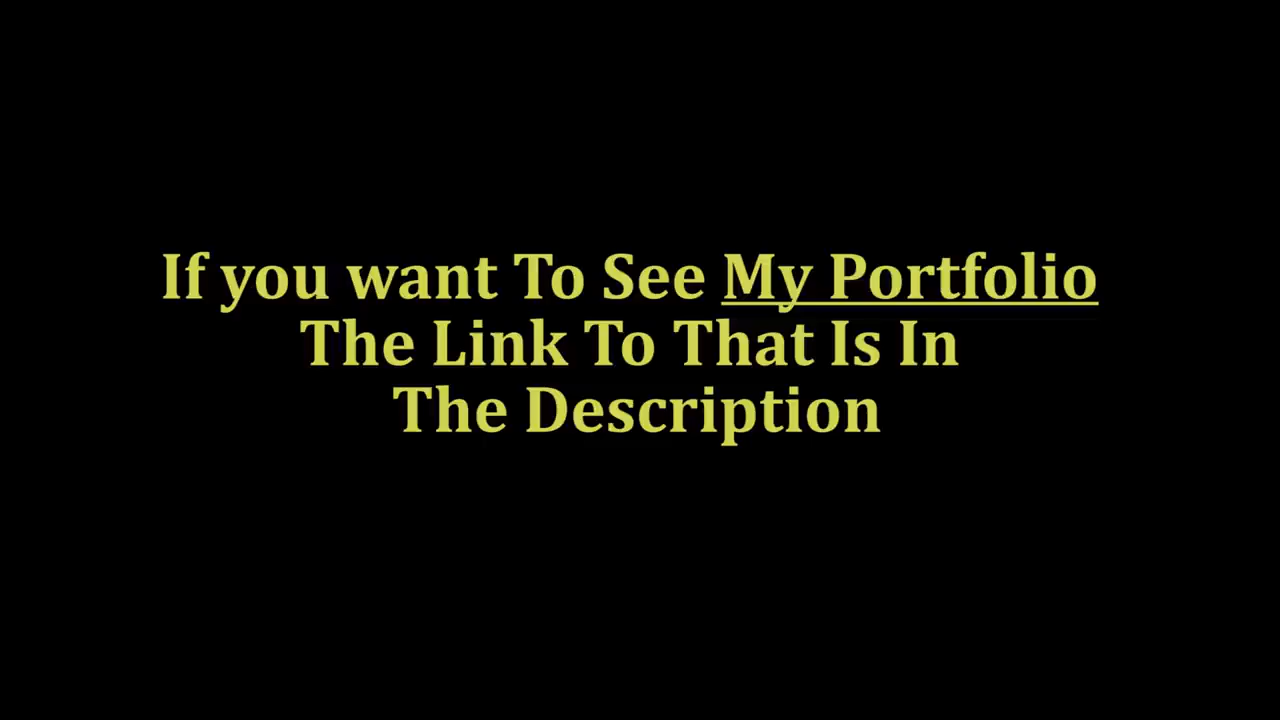 If you want To See My Portfolio
The Link To That Is In
The Description